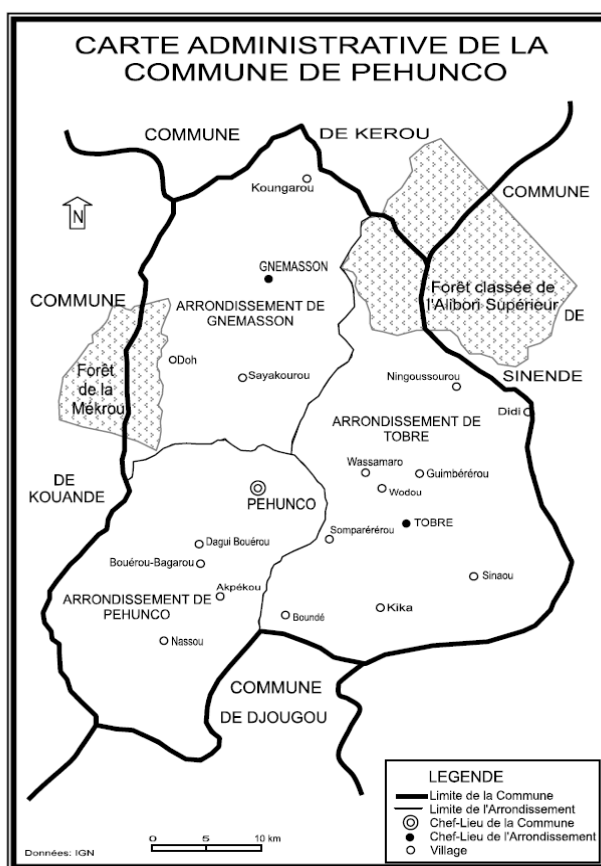 CARTE ADMINISTRATIVE DE LA
COMMUNE DE PEHUNCO
COMMUNE DE KEROU
Koungarou
COMMUNE
N
GNEMASSON
Forêt classée de
l'Alibori Supérieur
DE
COMMUNE
ARRONDISSEMENT DE
GNEMASSON
Doh
Forêt
de la
Mékrou
Sayakourou
Ningoussourou
SINENDE
Didi
ARRONDISSEMENT DE
TOBRE
Wassamaro
Guimbérérou
DE
KOUANDE
Wodou
PEHUNCO
TOBRE
Somparérérou
Dagui Bouérou
Bouérou-Bagarou
Sinaou
Akpékou
ARRONDISSEMENT DE
PEHUNCO
Boundé
Kika
Nassou
COMMUNE
DE DJOUGOU
LEGENDE
Limite de la Commune
Limite de l'Arrondissement
Chef-Lieu de la Commune
Chef-Lieu de l'Arrondissement
Village
0 5 10 km
Données: IGN